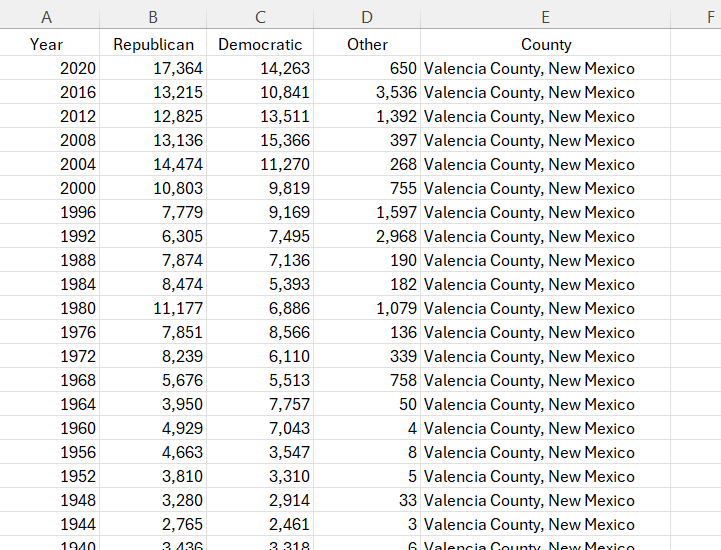 A B C D E F
Year Republican Democratic Other County
2020 17,364 14,263 650 Valencia County, New Mexico
2016 13,215 10,841 3,536 Valencia County, New Mexico
2012 12,825 13,511 1,392 Valencia County, New Mexico
2008 13,136 15,366 397 Valencia County, New Mexico
2004 14,474 11,270 268 Valencia County, New Mexico
2000 10,803 9,819 755 Valencia County, New Mexico
1996 7,779 9,169 1,597 Valencia County, New Mexico
1992 6,305 7,495 2,968 Valencia County, New Mexico
1988 7,874 7,136 190 Valencia County, New Mexico
1984 8,474 5,393 182 Valencia County, New Mexico
1980 11,177 6,886 1,079 Valencia County, New Mexico
1976 7,851 8,566 136 Valencia County, New Mexico
1972 8,239 6,110 339 Valencia County, New Mexico
1968 5,676 5,513 758 Valencia County, New Mexico
1964 3,950 7,757 50 Valencia County, New Mexico
1960 4,929 7,043 4 Valencia County, New Mexico
1956 4,663 3,547 8 Valencia County, New Mexico
1952 3,810 3,310 5 Valencia County, New Mexico
1948 3,280 2,914 33 Valencia County, New Mexico
1944 2,765 2,461 3 Valencia County, New Mexico
1940 3,436 3,318 6 Valencia County, New Mexico